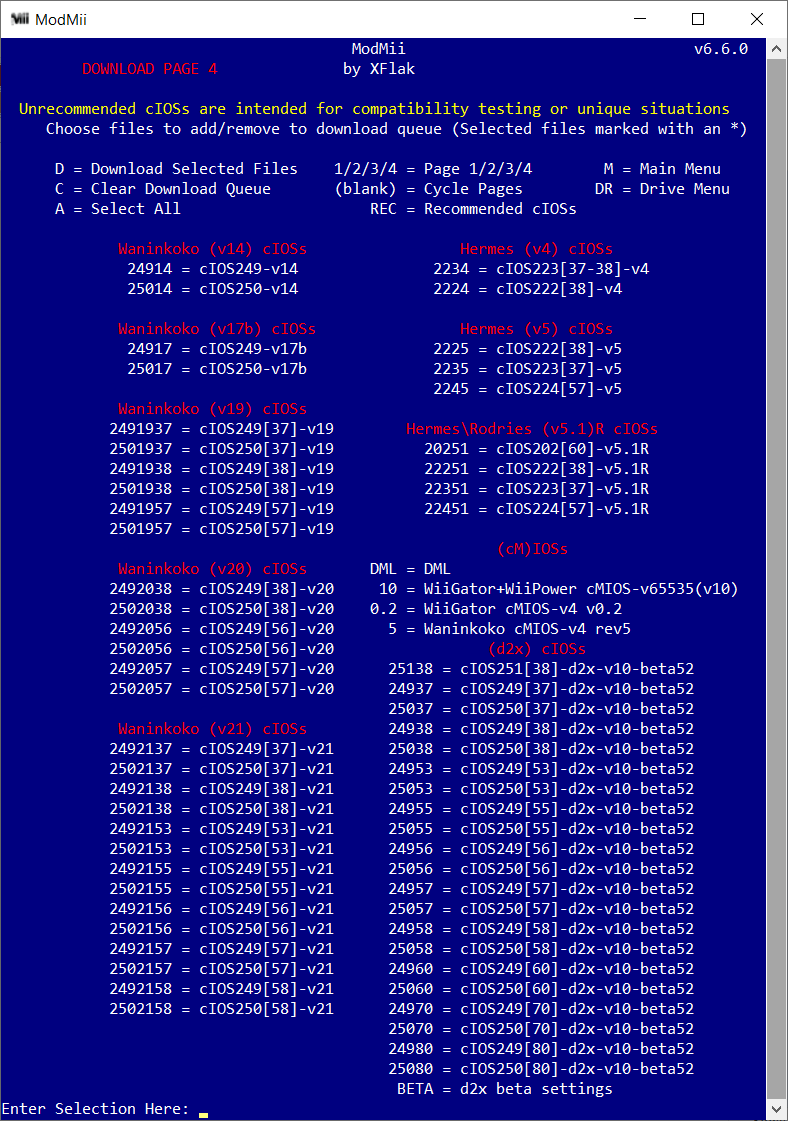 ModMii
ModMii v6.6.0
DOWNLOAD PAGE 4 by XFlak
Unrecommended cIOSs are intended for compatibility testing or unique situations
Choose files to add/remove to download queue (Selected files marked with an *)
D = Download Selected Files 1/2/3/4 = Page 1/2/3/4 M = Main Menu
C = Clear Download Queue (blank) = Cycle Pages DR = Drive Menu
A = Select All REC = Recommended cIOSs
Waninkoko (v14) cIOSs Hermes (v4) cIOSs
24914 = cIOS249-v14 2234 = cIOS223[37-38]-v4
25014 = cIOS250-v14 2224 = cIOS222[38]-v4
Waninkoko (v17b) cIOSs Hermes (v5) cIOSs
24917 = cIOS249-v17b 2225 = cIOS222[38]-v5
25017 = cIOS250-v17b 2235 = cIOS223[37]-v5
2245 = cIOS224[57]-v5
Waninkoko (v19) cIOSs
2491937 = cIOS249[37]-v19 Hermes\Rodries (v5.1)R cIOSs
2501937 = cIOS250[37]-v19 20251 = cIOS202[60]-v5.1R
2491938 = cIOS249[38]-v19 22251 = cIOS222[38]-v5.1R
2501938 = cIOS250[38]-v19 22351 = cIOS223[37]-v5.1R
2491957 = cIOS249[57]-v19 22451 = cIOS224[57]-v5.1R
2501957 = cIOS250[57]-v19
(cM)IOSs
Waninkoko (v20) cIOSs DML = DML
2492038 = cIOS249[38]-v20 10 = WiiGator+WiiPower cMIOS-v65535(v10)
2502038 = cIOS250[38]-v20 0.2 = WiiGator cMIOS-v4 v0.2
2492056 = cIOS249[56]-v20 5 = Waninkoko cMIOS-v4 rev5
2502056 = cIOS250[56]-v20 (d2x) cIOSs
2492057 = cIOS249[57]-v20 25138 = cIOS251[38]-d2x-v10-beta52
2502057 = cIOS250[57]-v20 24937 = cIOS249[37]-d2x-v10-beta52
25037 = cIOS250[37]-d2x-v10-beta52
Waninkoko (v21) cIOSs 24938 = cIOS249[38]-d2x-v10-beta52
2492137 = cIOS249[37]-v21 25038 = cIOS250[38]-d2x-v10-beta52
2502137 = cIOS250[37]-v21 24953 = cIOS249[53]-d2x-v10-beta52
2492138 = cIOS249[38]-v21 25053 = cIOS250[53]-d2x-v10-beta52
2502138 = cIOS250[38]-v21 24955 = cIOS249[55]-d2x-v10-beta52
2492153 = cIOS249[53]-v21 25055 = cIOS250[55]-d2x-v10-beta52
2502153 = cIOS250[53]-v21 24956 = cIOS249[56]-d2x-v10-beta52
2492155 = cIOS249[55]-v21 25056 = cIOS250[56]-d2x-v10-beta52
2502155 = cIOS250[55]-v21 24957 = cIOS249[57]-d2x-v10-beta52
2492156 = cIOS249[56]-v21 25057 = cIOS250[57]-d2x-v10-beta52
2502156 = cIOS250[56]-v21 24958 = cIOS249[58]-d2x-v10-beta52
2492157 = cIOS249[57]-v21 25058 = cIOS250[58]-d2x-v10-beta52
2502157 = cIOS250[57]-v21 24960 = cIOS249[60]-d2x-v10-beta52
2492158 = cIOS249[58]-v21 25060 = cIOS250[60]-d2x-v10-beta52
2502158 = cIOS250[58]-v21 24970 = cIOS249[70]-d2x-v10-beta52
25070 = cIOS250[70]-d2x-v10-beta52
24980 = cIOS249[80]-d2x-v10-beta52
25080 = cIOS250[80]-d2x-v10-beta52
BETA = d2x beta settings
Enter Selection Here: